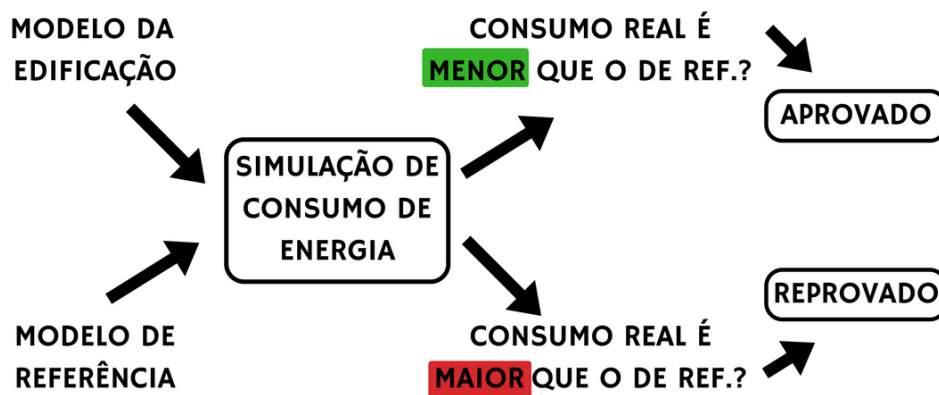 MODELO DA
EDIFICAÇÃO
MODELO DE
REFERÊNCIA
SIMULAÇÃO DE
CONSUMO DE
ENERGIA
CONSUMO REAL É
MENOR QUE O DE REF.?
APROVADO
CONSUMO REAL É
MAIOR QUE O DE REF.?
REPROVADO